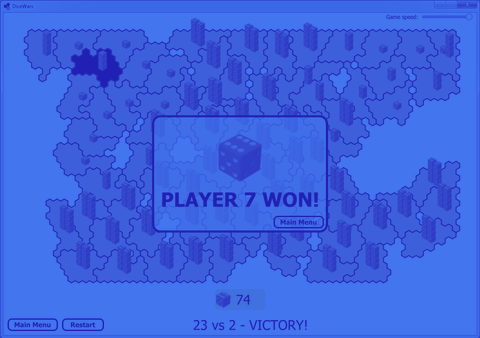 DiceWars
Game speed:
PLAYER 7 WON!
Main Menu
74
Main Menu Restart
23 vs 2 - VICTORY!